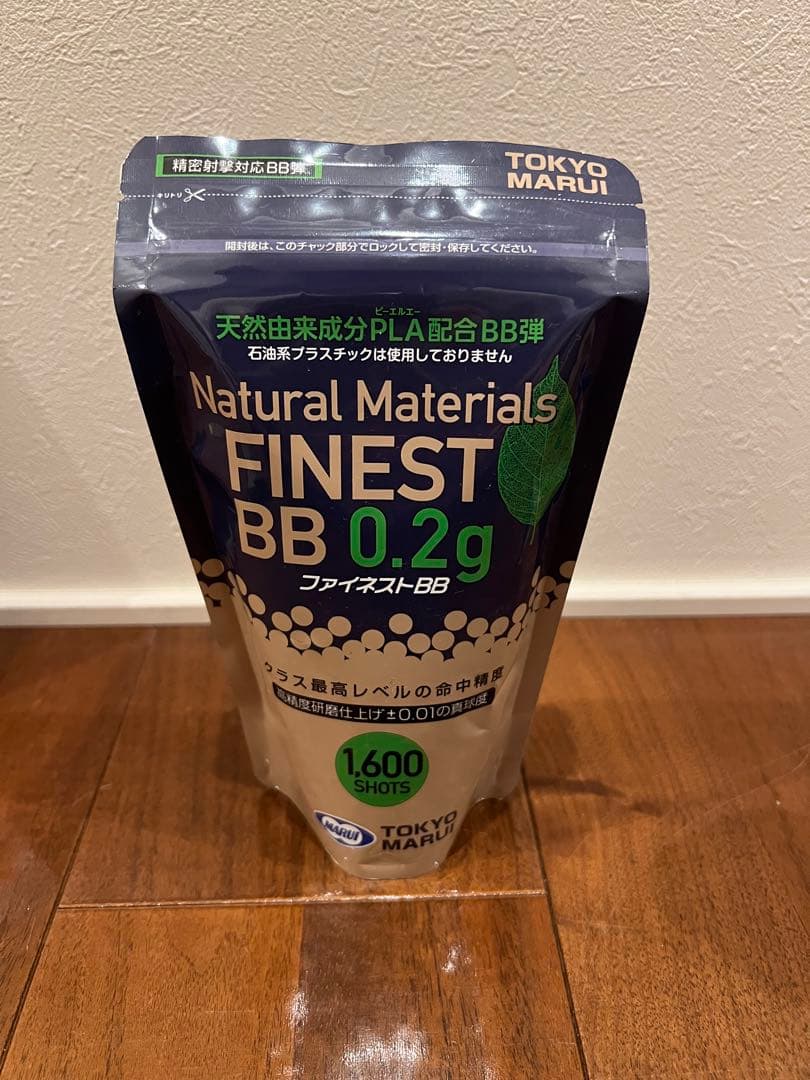 精密射撃対応BB弾
TOKYO
MARUI
キリトリ
開封後は、このチャック部分でロックして密封・保存してください。
ピーエルエー
天然由来成分PLA配合BB弾
石油系プラスチックは使用しておりません
Natural Materials
FINEST
BB 0.2g
ファイネストBB
クラス最高レベルの命中精度
高精度研磨仕上げ±0.01の真球度
1,600
SHOTS
MARUI
TOKYO
MARUI